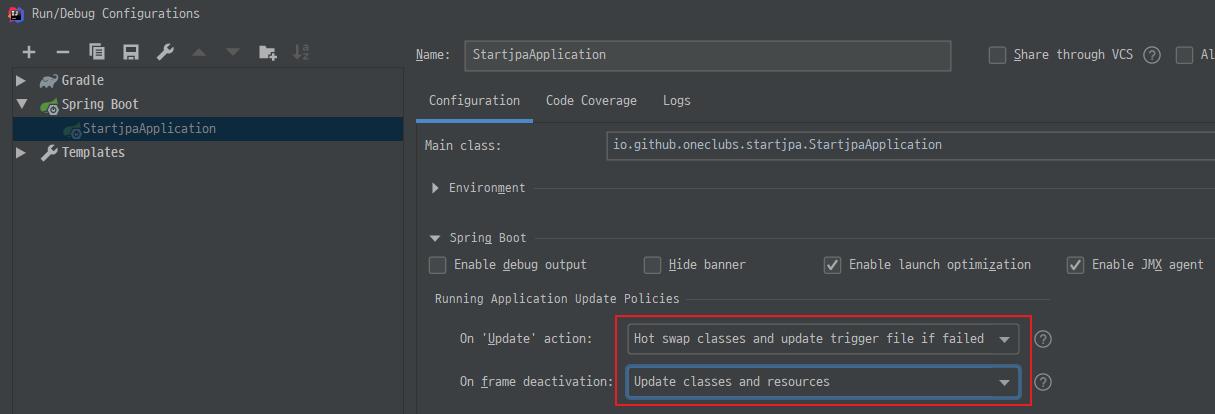 Run/Debug Configurations
Name: StartjpaApplication Share through VCS Al
Gradle
Spring Boot
StartjpaApplication
Templates
Configuration Code Coverage Logs
Main class: io.github.oneclubs.startjpa.StartjpaApplication
Environment
Spring Boot
Enable debug output Hide banner Enable launch optimization Enable JMX agent
Running Application Update Policies
On 'Update' action: Hot swap classes and update trigger file if failed
On frame deactivation: Update classes and resources